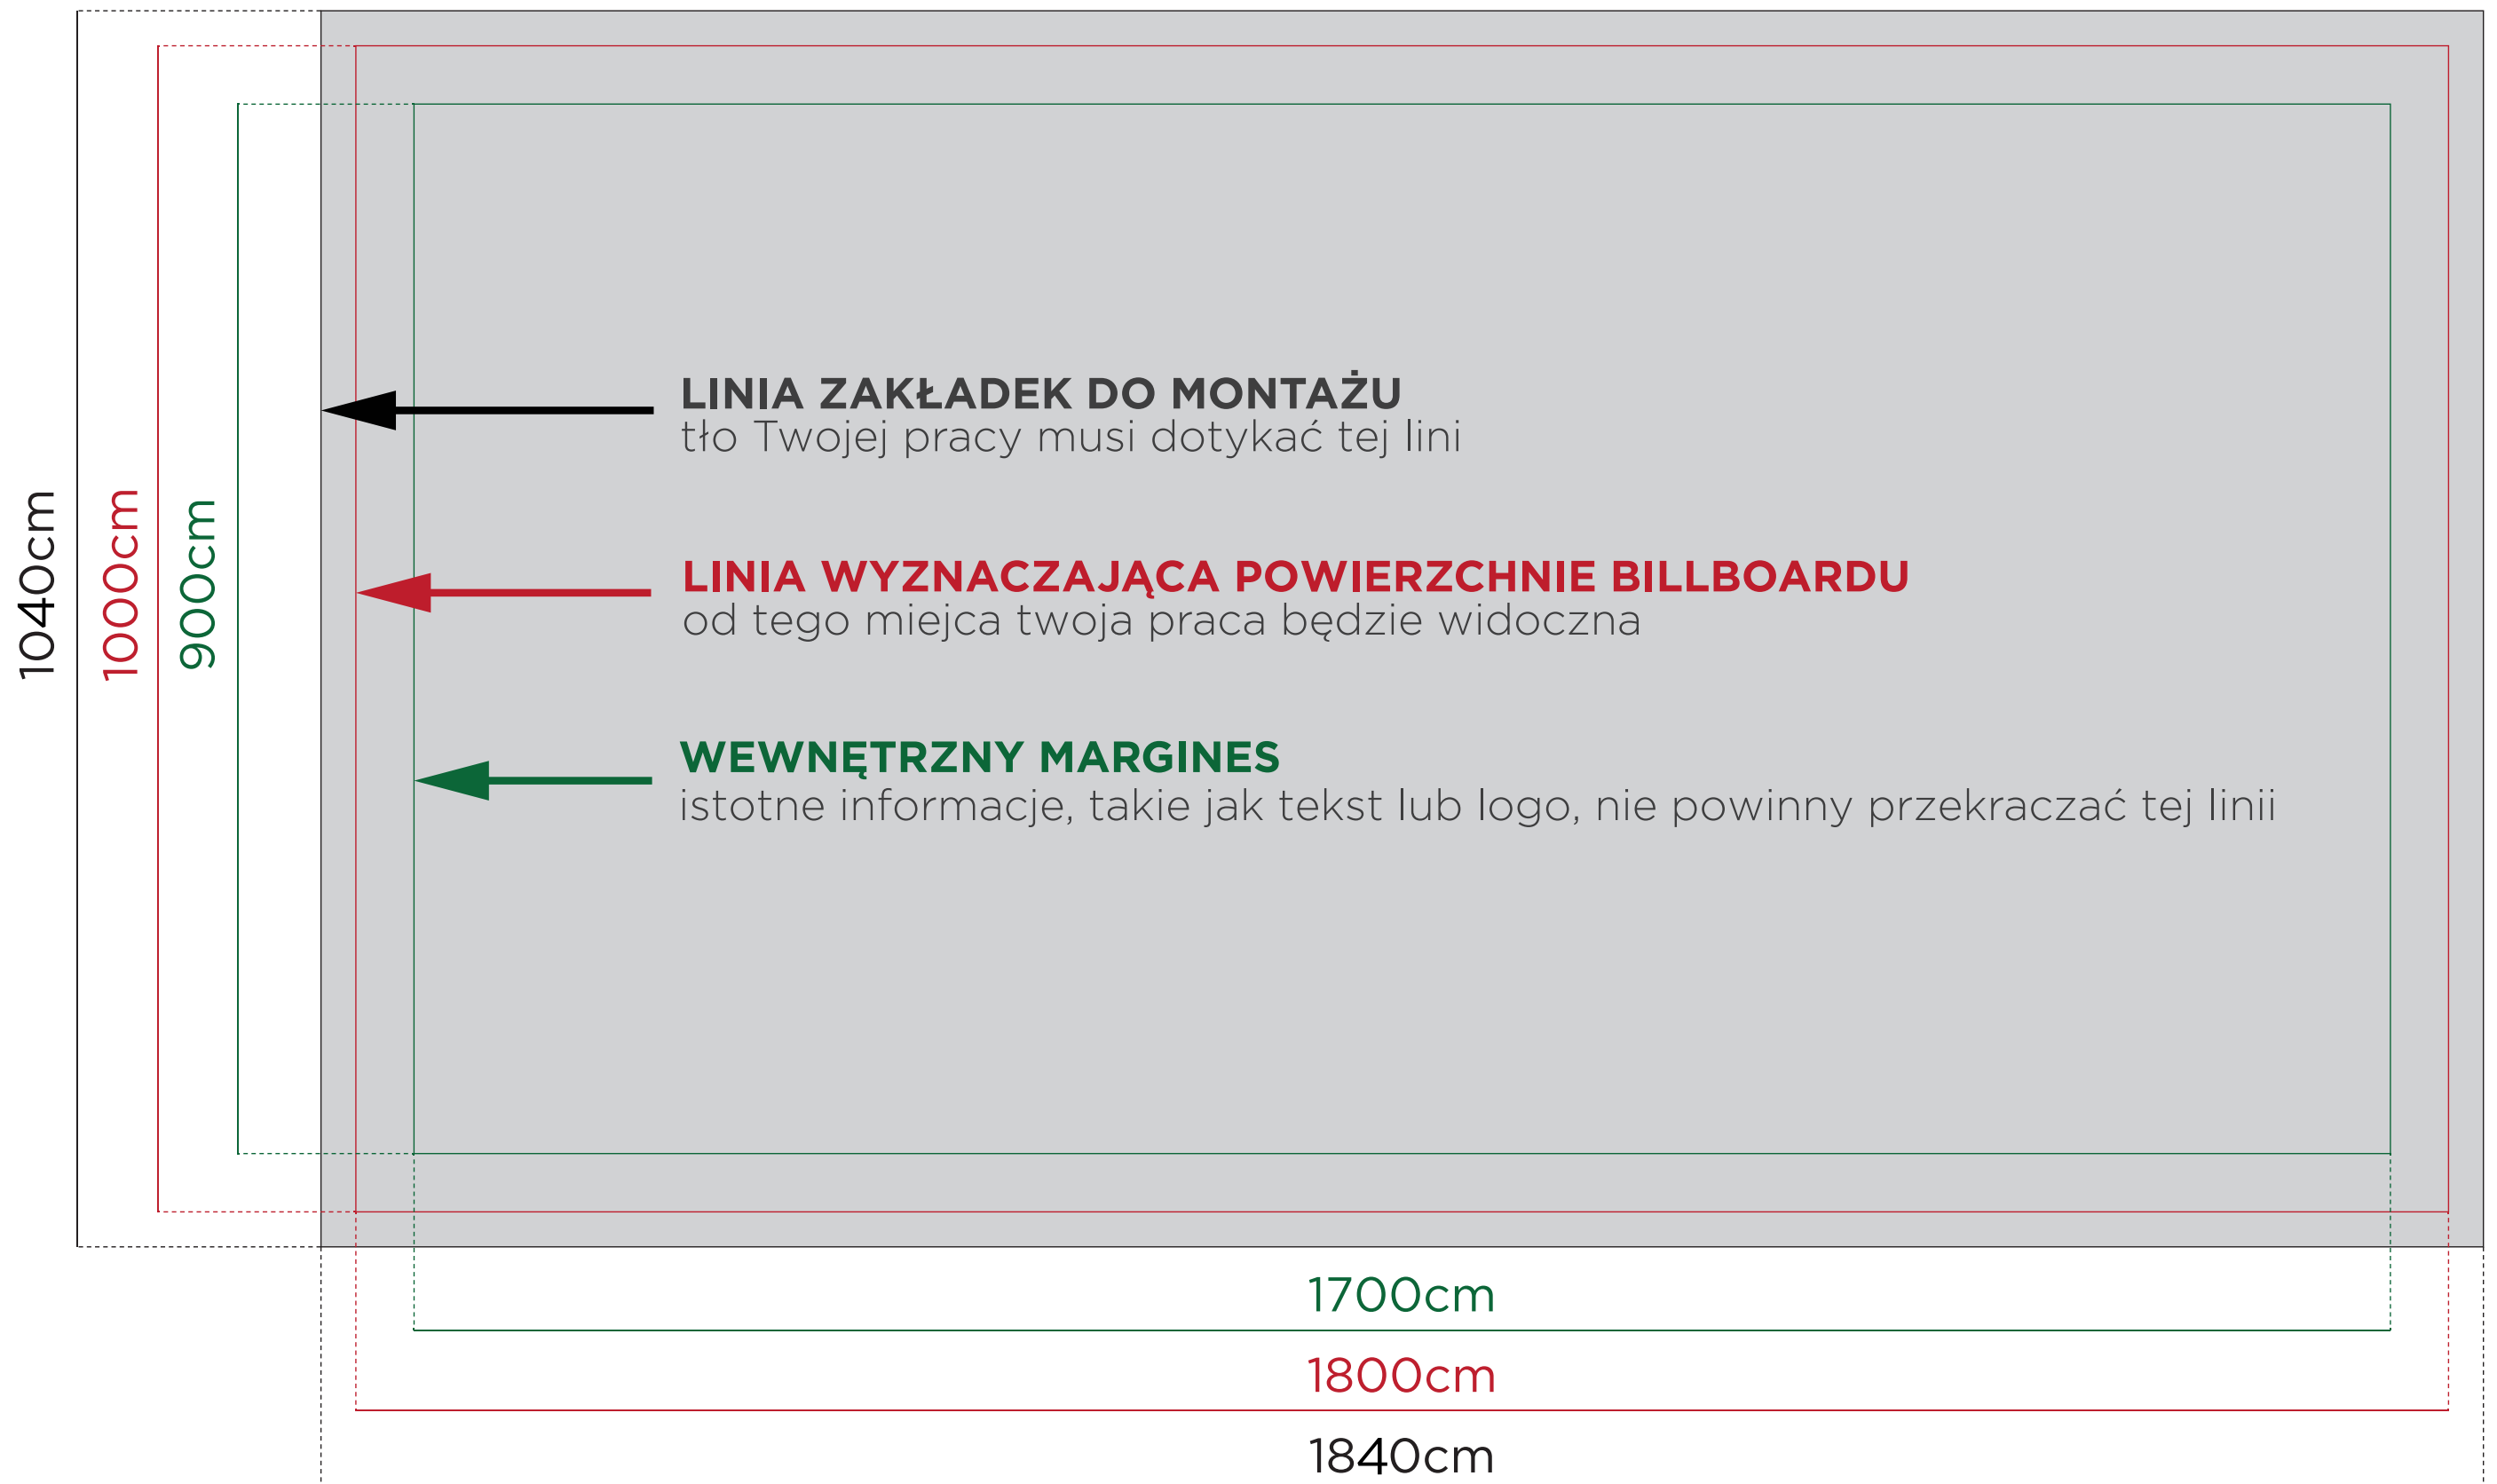 LINIA ZAKŁADEK DO MONTAŻU
tło Twojej pracy musi dotykać tej lini
1040cm
1000cm
900cm
LINIA WYZNACZAJĄCA POWIERZCHNIE BILLBOARDU
od tego miejca twoja praca będzie widoczna
WEWNĘTRZNY MARGINES
istotne informacje, takie jak tekst lub logo, nie powinny przekraczać tej linii
1700cm
1800cm
1840cm